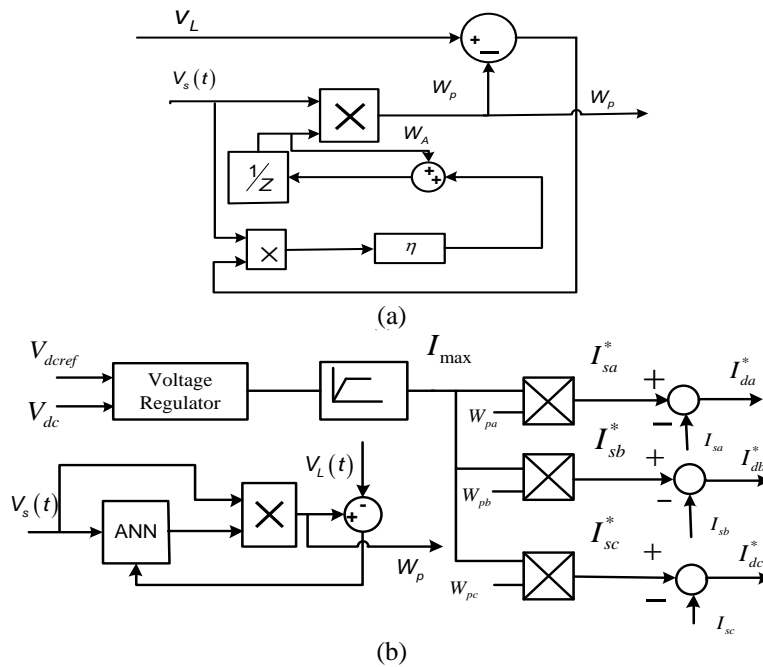 V_L
+
−
V_s(t)
W_p
W_p
×
W_A
1/Z
+
+
×
η
(a)
V_dcref
V_dc
Voltage
Regulator
I_max
I*_sa
I*_da
+
−
W_pa
I_sa
I*_sb
I*_db
+
−
W_pb
I_sb
I*_sc
I*_dc
+
−
W_pc
I_sc
V_L(t)
-
+
V_s(t)
ANN
×
W_p
(b)